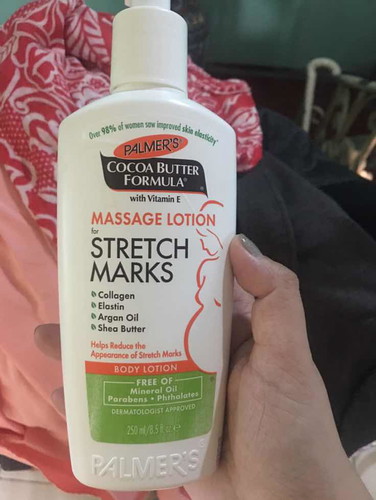 Over 98% of women saw improved skin elasticity*
PALMER'S
COCOA BUTTER
FORMULA®
with Vitamin E
MASSAGE LOTION
for
STRETCH
MARKS
Collagen
Elastin
Argan Oil
Shea Butter
Helps Reduce the
Appearance of Stretch Marks
BODY LOTION
FREE OF
Mineral Oil
Parabens • Phthalates
DERMATOLOGIST APPROVED
250 ml/8.5 fl. oz. ℮
PALMER'S